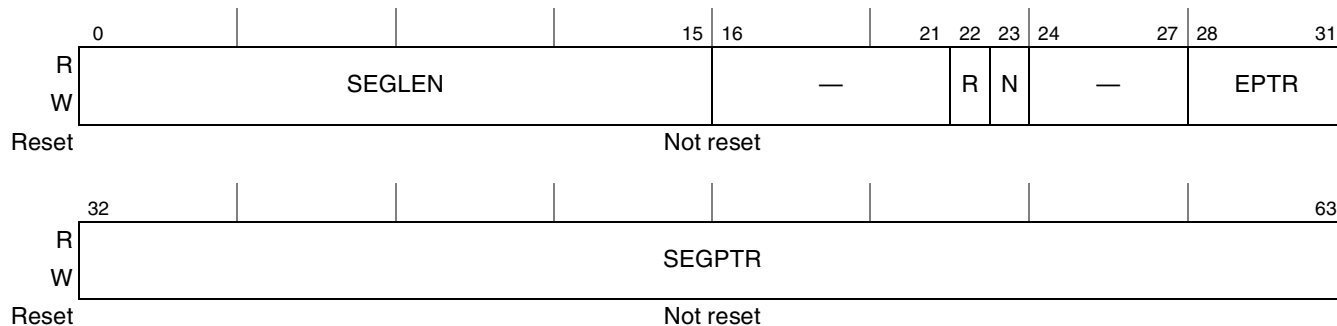 0 15 16 21 22 23 24 27 28 31
R
W
SEGLEN — R N — EPTR
Reset Not reset
32 63
R
W
SEGPTR
Reset Not reset